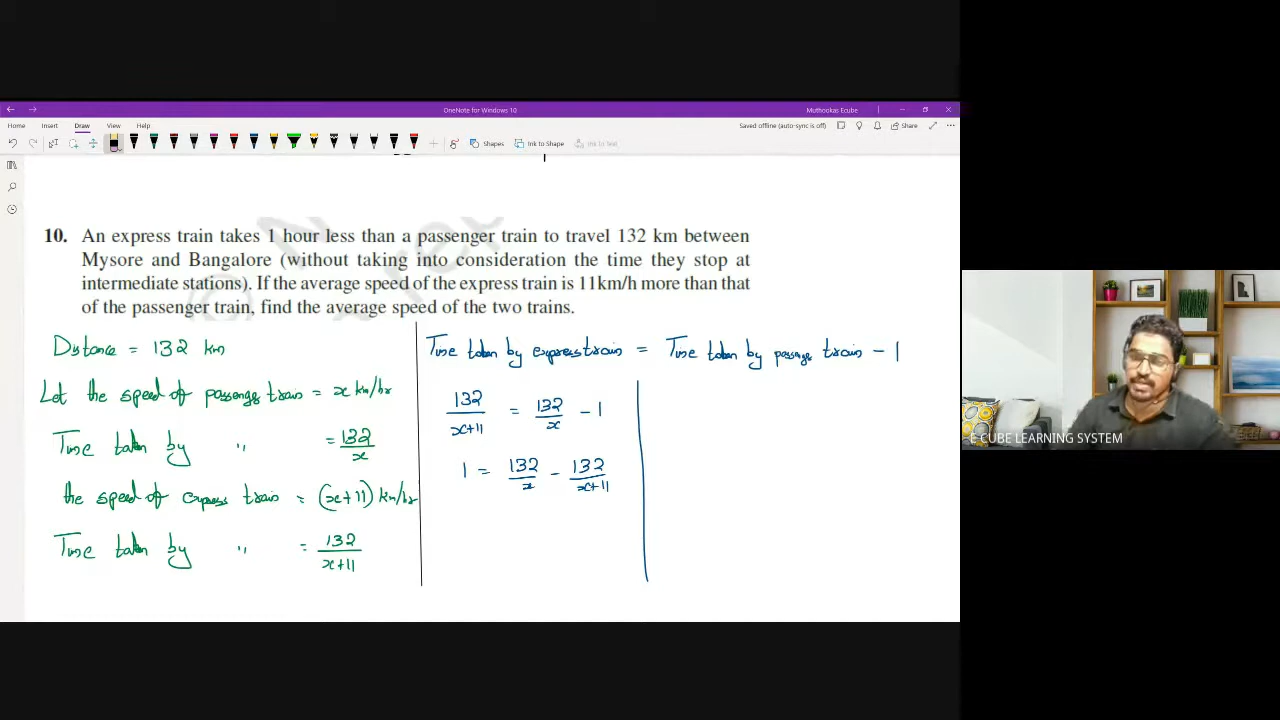 OneNote for Windows 10
Muthookas Ecube
Home Insert Draw View Help
Saved offline (auto-sync is off)
Share
Shapes
Ink to Shape
Ink to Text
10. An express train takes 1 hour less than a passenger train to travel 132 km between
Mysore and Bangalore (without taking into consideration the time they stop at
intermediate stations). If the average speed of the express train is 11km/h more than that
of the passenger train, find the average speed of the two trains.
Distance = 132 km
Let the speed of passenger train = x km/hr
Time taken by " = 132/x
the speed of express train = (x+11) km/hr
Time taken by " = 132/x+11
Time taken by express train = Time taken by passenger train - 1
132/x+11 = 132/x - 1
1 = 132/x - 132/x+11
E CUBE LEARNING SYSTEM